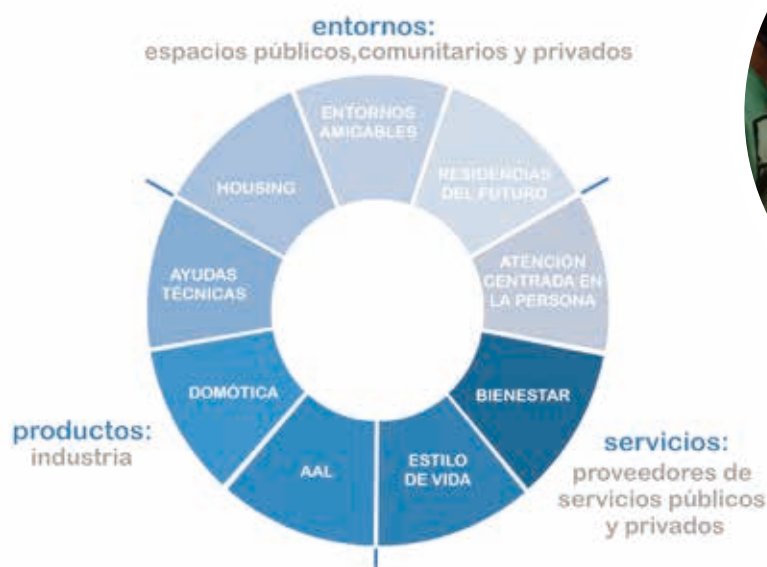 entornos:
espacios públicos,comunitarios y privados
ENTORNOS
AMIGABLES
RESIDENCIAS
DEL FUTURO
HOUSING
ATENCIÓN
CENTRADA EN
LA PERSONA
AYUDAS
TÉCNICAS
DOMÓTICA
BIENESTAR
AAL
ESTILO
DE VIDA
productos:
industria
servicios:
proveedores de
servicios públicos
y privados